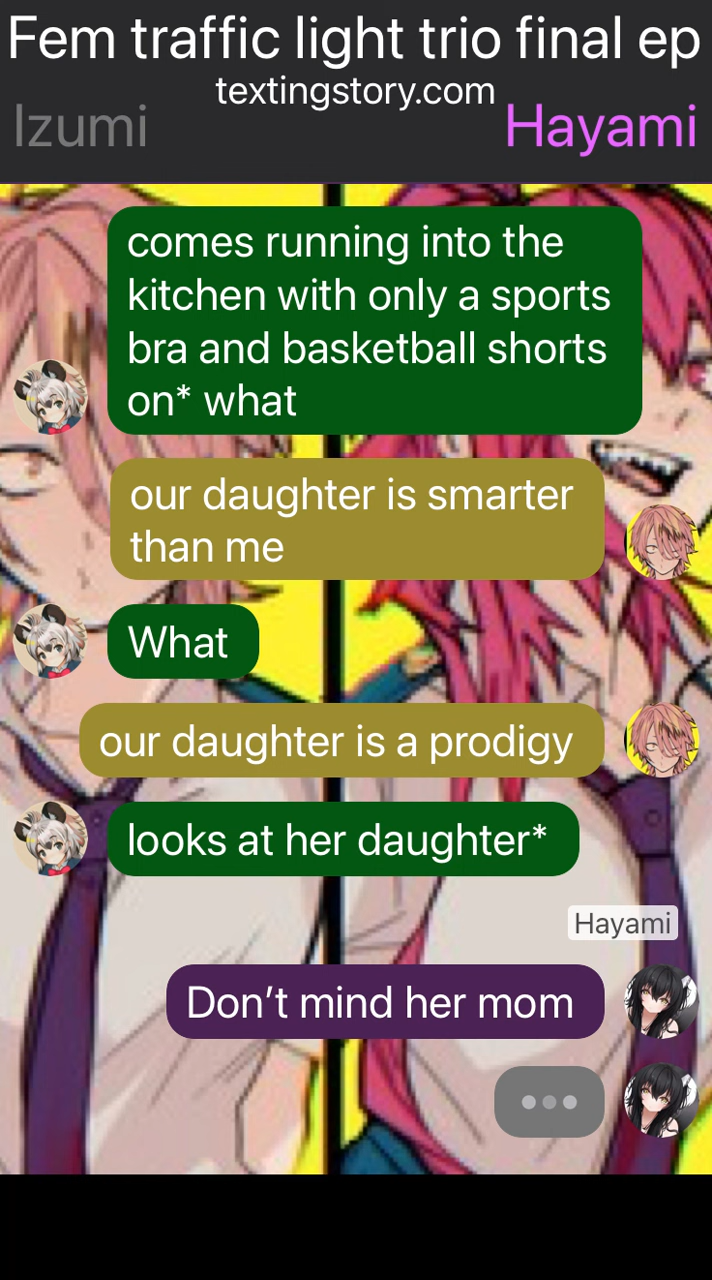 Fem traffic light trio final ep
textingstory.com
Izumi
Hayami
comes running into the
kitchen with only a sports
bra and basketball shorts
on* what
our daughter is smarter
than me
What
our daughter is a prodigy
looks at her daughter*
Hayami
Don’t mind her mom